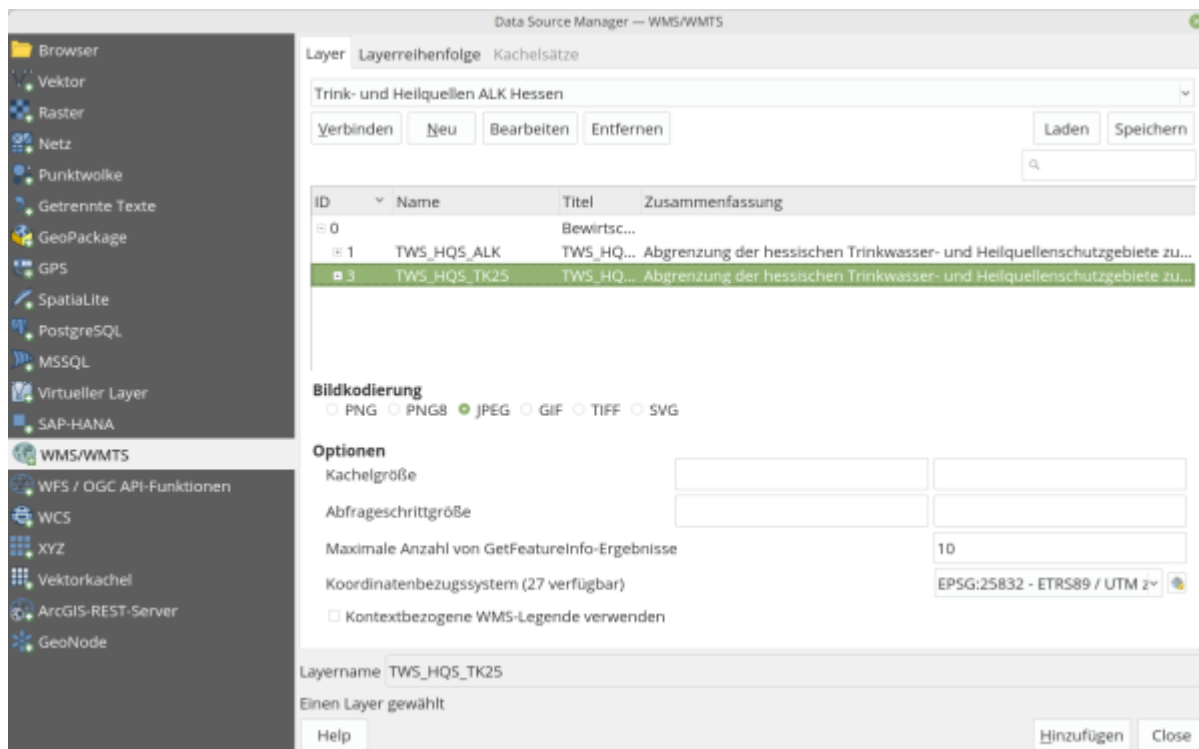 Data Source Manager — WMS/WMTS
Browser
Vektor
Raster
Netz
Punktwolke
Getrennte Texte
GeoPackage
GPS
SpatiaLite
PostgreSQL
MSSQL
Virtueller Layer
SAP-HANA
WMS/WMTS
WFS / OGC API-Funktionen
WCS
XYZ
Vektorkachel
ArcGIS-REST-Server
GeoNode
Layer Layerreihenfolge Kachelsätze
Trink- und Heilquellen ALK Hessen
Verbinden Neu Bearbeiten Entfernen Laden Speichern
ID Name Titel Zusammenfassung
0 Bewirtsc...
1 TWS_HQS_ALK TWS_HQ... Abgrenzung der hessischen Trinkwasser- und Heilquellenschutzgebiete zu...
3 TWS_HQS_TK25 TWS_HQ... Abgrenzung der hessischen Trinkwasser- und Heilquellenschutzgebiete zu...
Bildkodierung
PNG PNG8 JPEG GIF TIFF SVG
Optionen
Kachelgröße
Abfrageschrittgröße
Maximale Anzahl von GetFeatureInfo-Ergebnisse 10
Koordinatenbezugssystem (27 verfügbar) EPSG:25832 - ETRS89 / UTM z
Kontextbezogene WMS-Legende verwenden
Layername TWS_HQS_TK25
Einen Layer gewählt
Help Hinzufügen Close